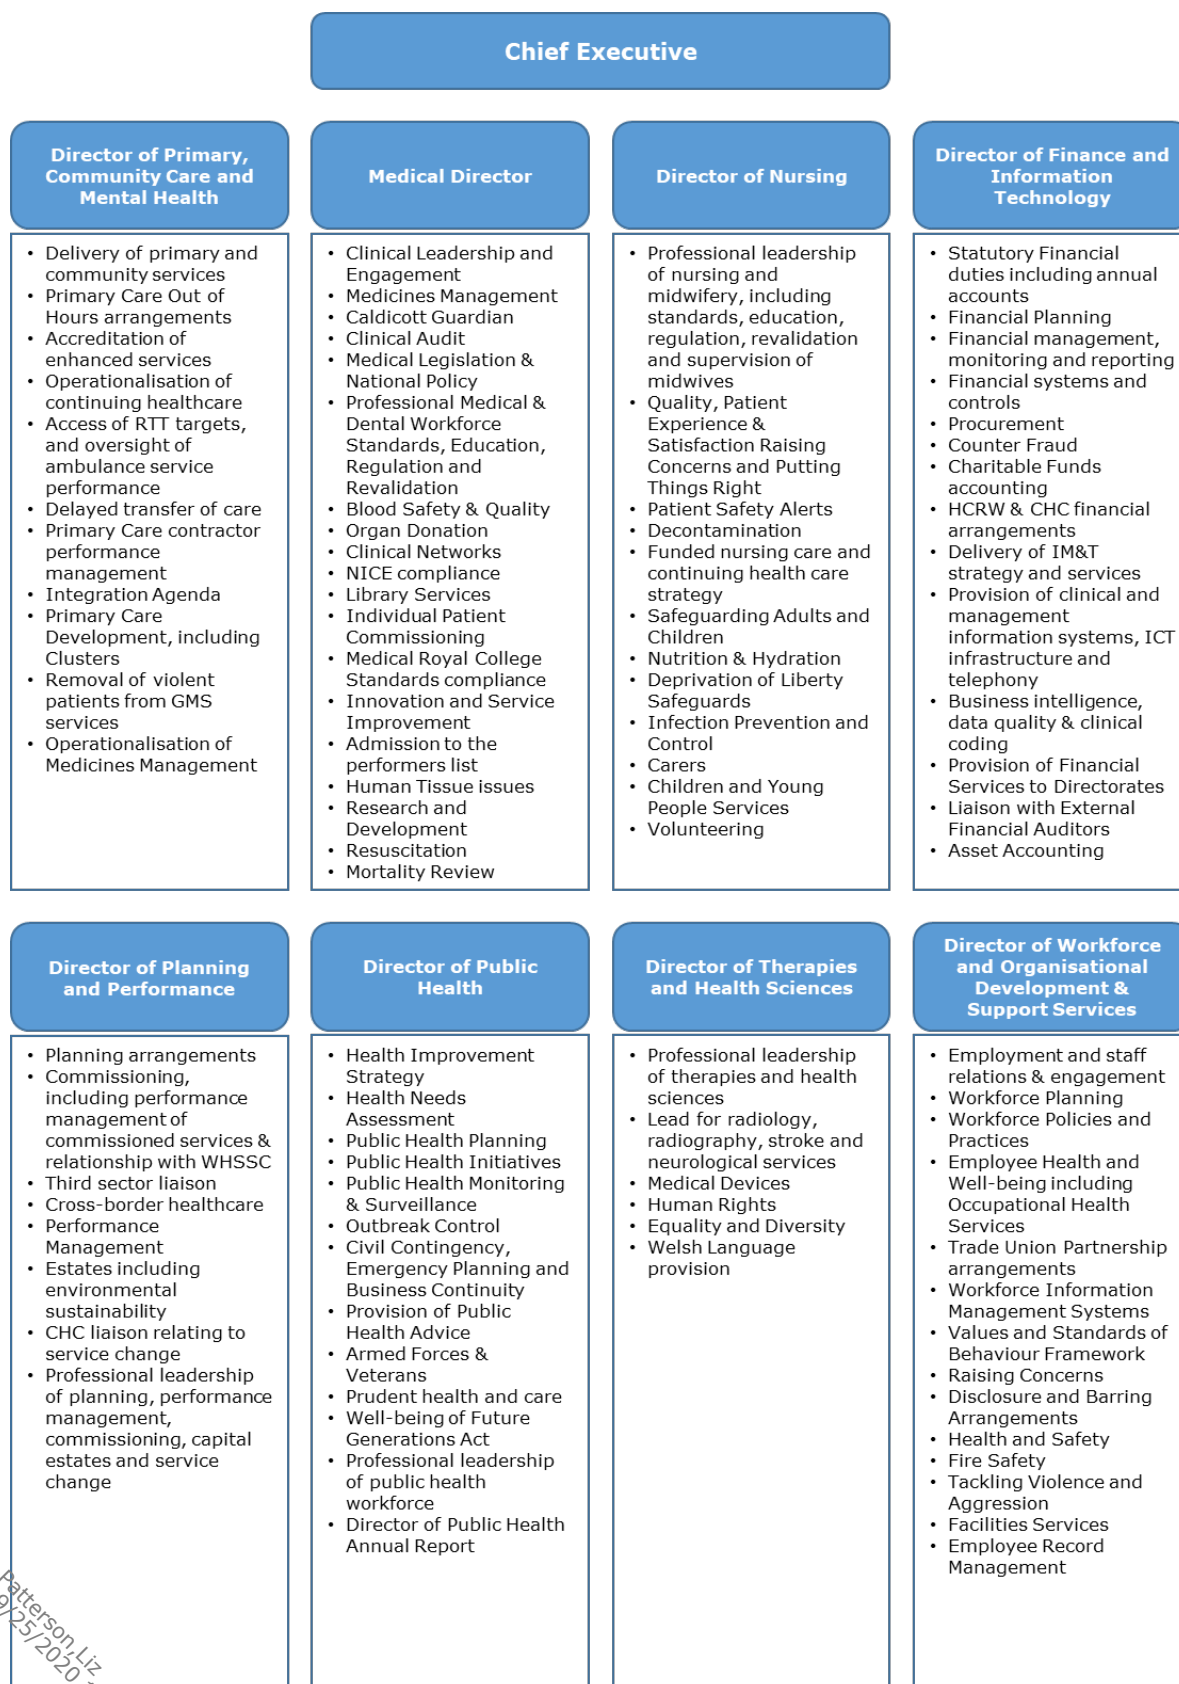 Chief Executive
Director of Primary,
Community Care and
Mental Health
• Delivery of primary and
community services
• Primary Care Out of
Hours arrangements
• Accreditation of
enhanced services
• Operationalisation of
continuing healthcare
• Access of RTT targets,
and oversight of
ambulance service
performance
• Delayed transfer of care
• Primary Care contractor
performance
management
• Integration Agenda
• Primary Care
Development, including
Clusters
• Removal of violent
patients from GMS
services
• Operationalisation of
Medicines Management
Medical Director
• Clinical Leadership and
Engagement
• Medicines Management
• Caldicott Guardian
• Clinical Audit
• Medical Legislation &
National Policy
• Professional Medical &
Dental Workforce
Standards, Education,
Regulation and
Revalidation
• Blood Safety & Quality
• Organ Donation
• Clinical Networks
• NICE compliance
• Library Services
• Individual Patient
Commissioning
• Medical Royal College
Standards compliance
• Innovation and Service
Improvement
• Admission to the
performers list
• Human Tissue issues
• Research and
Development
• Resuscitation
• Mortality Review
Director of Nursing
• Professional leadership
of nursing and
midwifery, including
standards, education,
regulation, revalidation
and supervision of
midwives
• Quality, Patient
Experience &
Satisfaction Raising
Concerns and Putting
Things Right
• Patient Safety Alerts
• Decontamination
• Funded nursing care and
continuing health care
strategy
• Safeguarding Adults and
Children
• Nutrition & Hydration
• Deprivation of Liberty
Safeguards
• Infection Prevention and
Control
• Carers
• Children and Young
People Services
• Volunteering
Director of Finance and
Information
Technology
• Statutory Financial
duties including annual
accounts
• Financial Planning
• Financial management,
monitoring and reporting
• Financial systems and
controls
• Procurement
• Counter Fraud
• Charitable Funds
accounting
• HCRW & CHC financial
arrangements
• Delivery of IM&T
strategy and services
• Provision of clinical and
management
information systems, ICT
infrastructure and
telephony
• Business intelligence,
data quality & clinical
coding
• Provision of Financial
Services to Directorates
• Liaison with External
Financial Auditors
• Asset Accounting
Director of Planning
and Performance
• Planning arrangements
• Commissioning,
including performance
management of
commissioned services &
relationship with WHSSC
• Third sector liaison
• Cross-border healthcare
• Performance
Management
• Estates including
environmental
sustainability
• CHC liaison relating to
service change
• Professional leadership
of planning, performance
management,
commissioning, capital
estates and service
change
Director of Public
Health
• Health Improvement
Strategy
• Health Needs
Assessment
• Public Health Planning
• Public Health Initiatives
• Public Health Monitoring
& Surveillance
• Outbreak Control
• Civil Contingency,
Emergency Planning and
Business Continuity
• Provision of Public
Health Advice
• Armed Forces &
Veterans
• Prudent health and care
• Well-being of Future
Generations Act
• Professional leadership
of public health
workforce
• Director of Public Health
Annual Report
Director of Therapies
and Health Sciences
• Professional leadership
of therapies and health
sciences
• Lead for radiology,
radiography, stroke and
neurological services
• Medical Devices
• Human Rights
• Equality and Diversity
• Welsh Language
provision
Director of Workforce
and Organisational
Development &
Support Services
• Employment and staff
relations & engagement
• Workforce Planning
• Workforce Policies and
Practices
• Employee Health and
Well-being including
Occupational Health
Services
• Trade Union Partnership
arrangements
• Workforce Information
Management Systems
• Values and Standards of
Behaviour Framework
• Raising Concerns
• Disclosure and Barring
Arrangements
• Health and Safety
• Fire Safety
• Tackling Violence and
Aggression
• Facilities Services
• Employee Record
Management
Patterson,Liz
9/25/2020